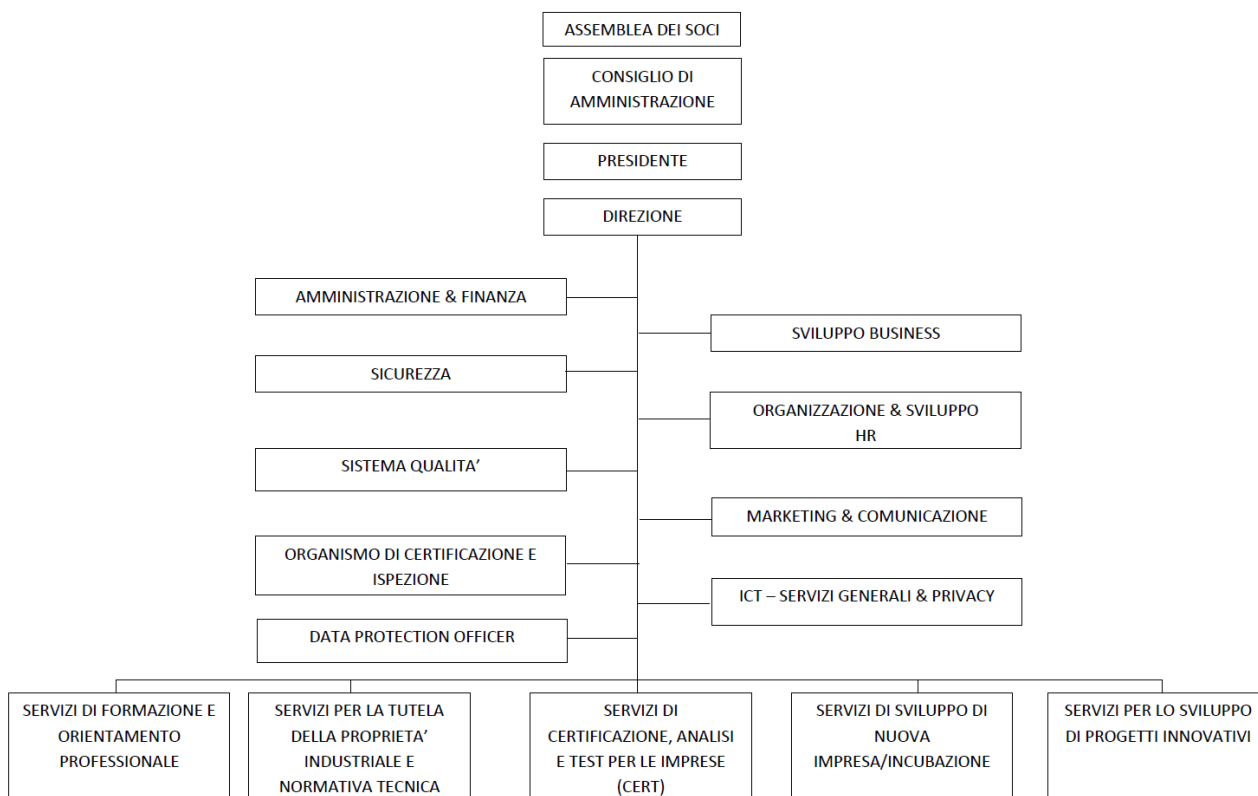 ASSEMBLEA DEI SOCI
CONSIGLIO DI
AMMINISTRAZIONE
PRESIDENTE
DIREZIONE
AMMINISTRAZIONE & FINANZA
SVILUPPO BUSINESS
SICUREZZA
ORGANIZZAZIONE & SVILUPPO
HR
SISTEMA QUALITA’
MARKETING & COMUNICAZIONE
ORGANISMO DI CERTIFICAZIONE E
ISPEZIONE
ICT – SERVIZI GENERALI & PRIVACY
DATA PROTECTION OFFICER
SERVIZI DI FORMAZIONE E
ORIENTAMENTO
PROFESSIONALE
SERVIZI PER LA TUTELA
DELLA PROPRIETA’
INDUSTRIALE E
NORMATIVA TECNICA
SERVIZI DI
CERTIFICAZIONE, ANALISI
E TEST PER LE IMPRESE
(CERT)
SERVIZI DI SVILUPPO DI
NUOVA
IMPRESA/INCUBAZIONE
SERVIZI PER LO SVILUPPO
DI PROGETTI INNOVATIVI